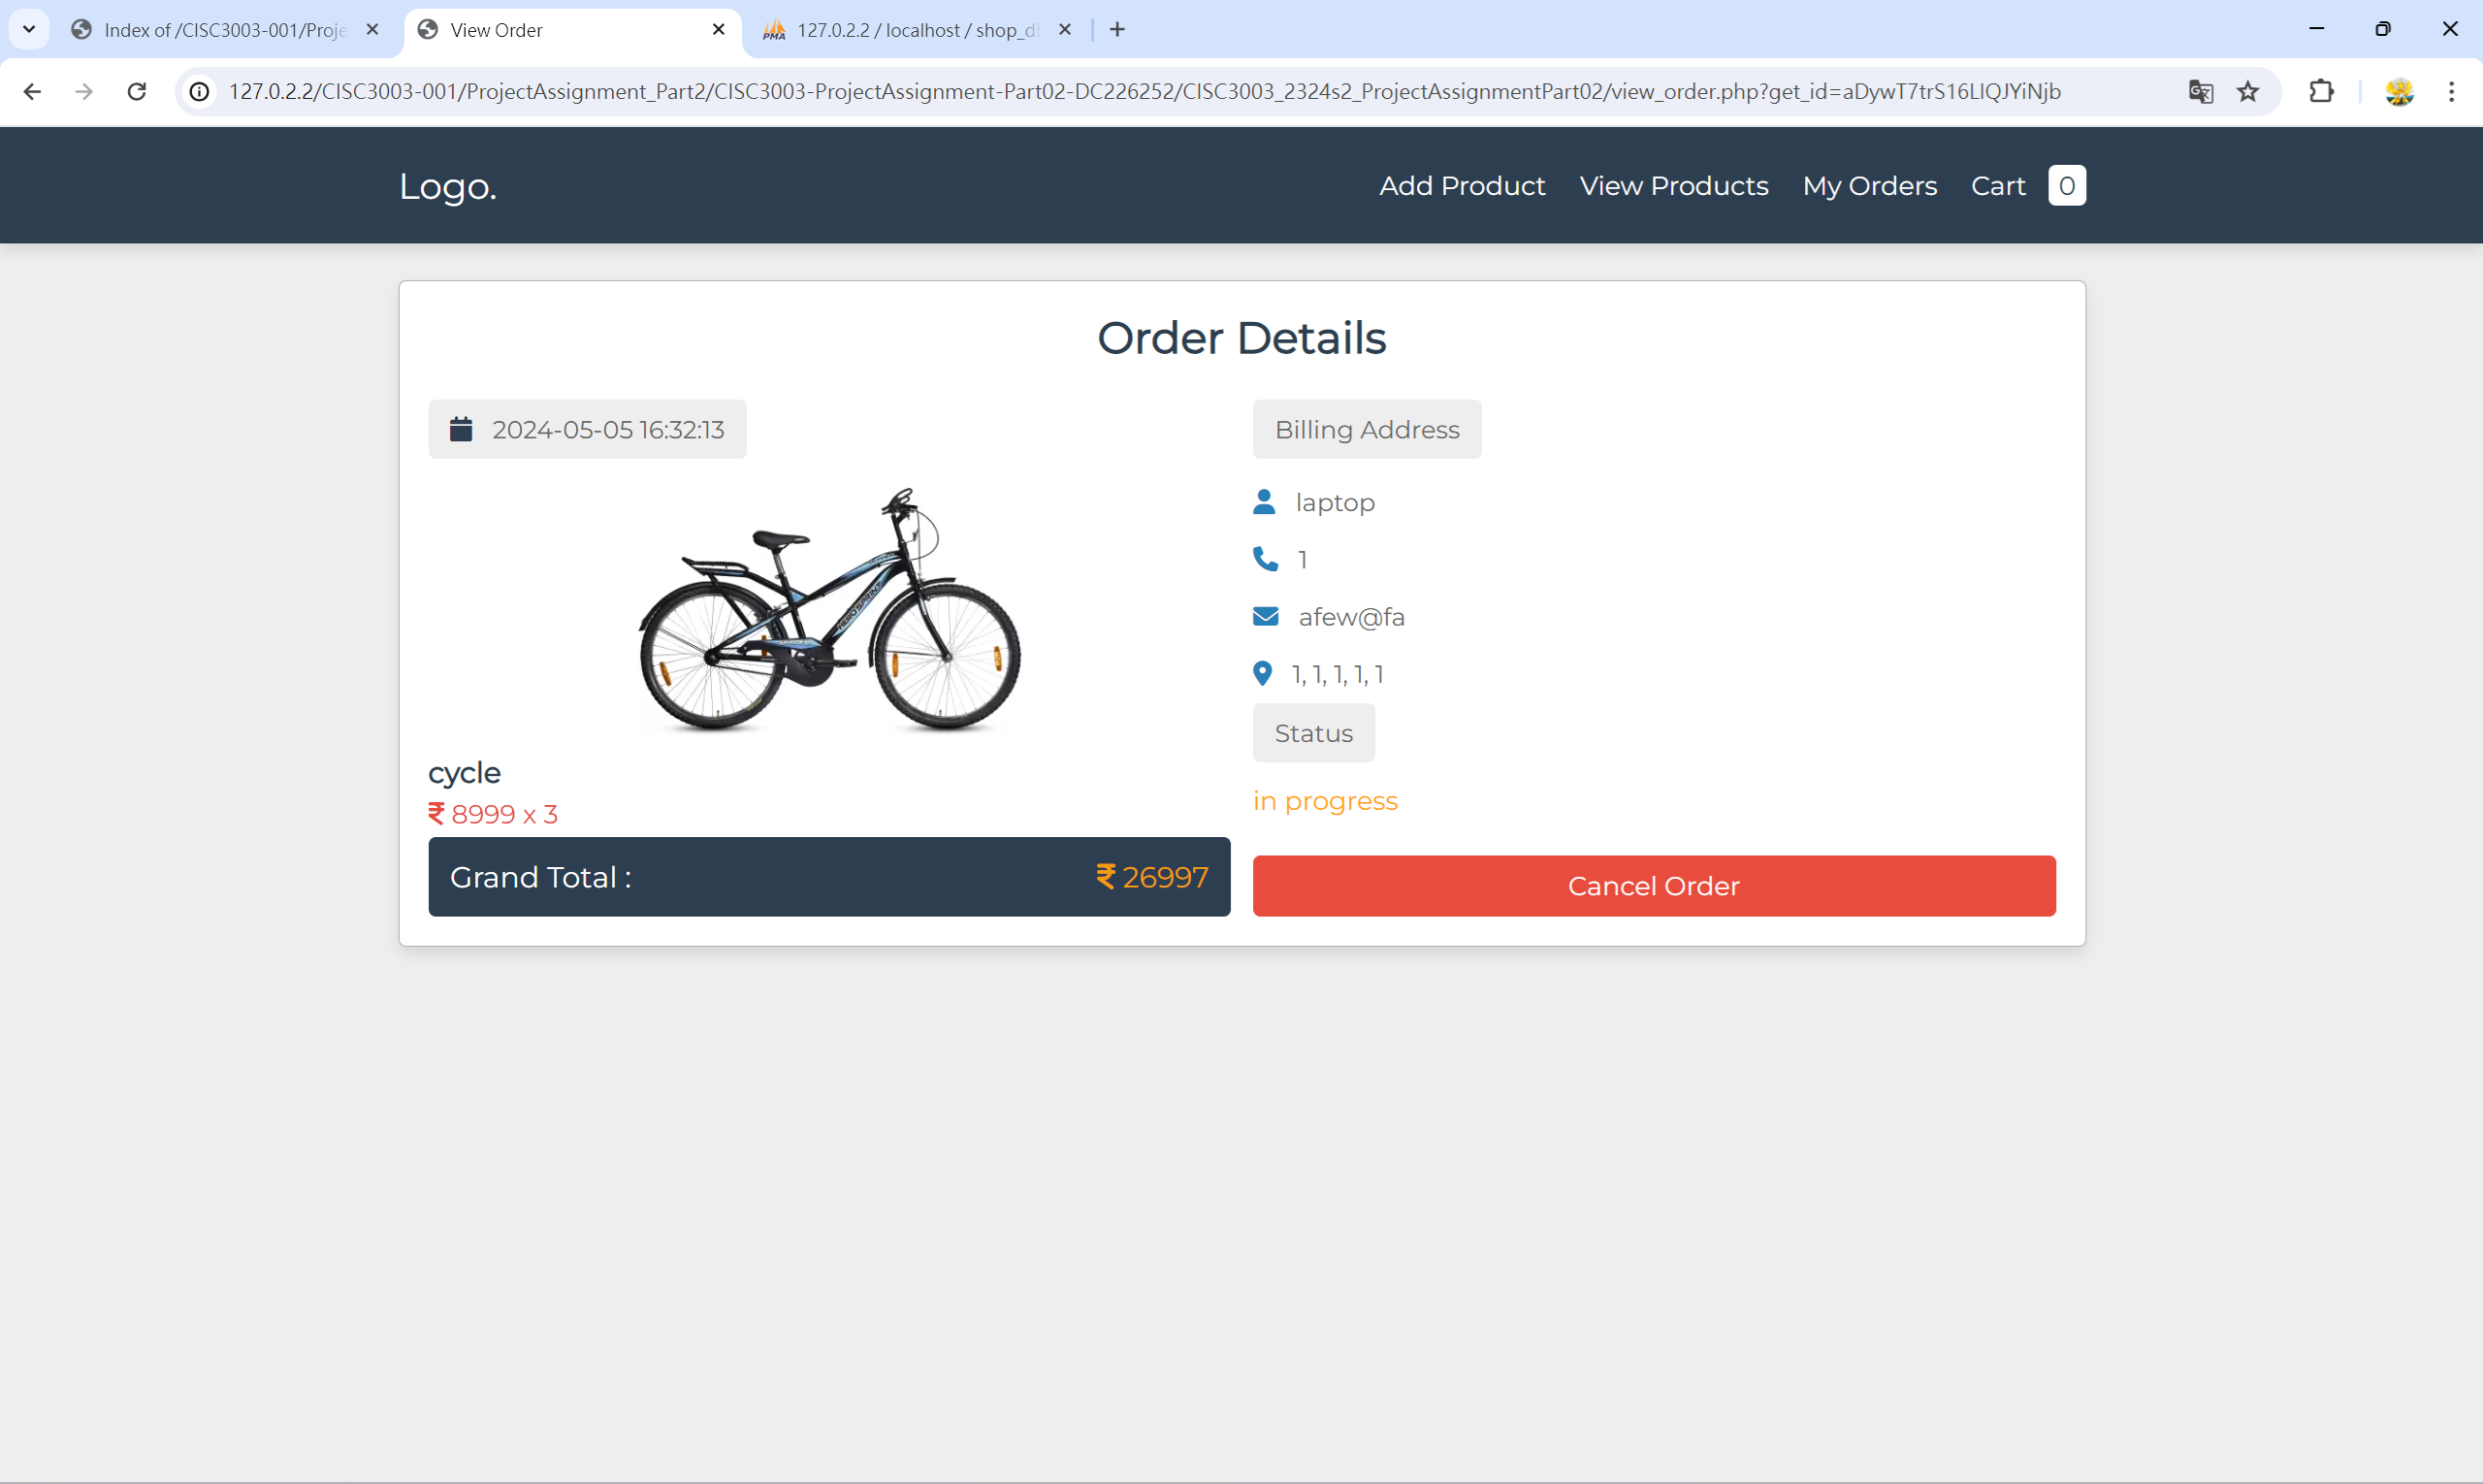 Index of /CISC3003-001/Proje
View Order
127.0.2.2 / localhost / shop_d
127.0.2.2/CISC3003-001/ProjectAssignment_Part2/CISC3003-ProjectAssignment-Part02-DC226252/CISC3003_2324s2_ProjectAssignmentPart02/view_order.php?get_id=aDywT7trS16LIQJYiNjb
Logo.
Add Product
View Products
My Orders
Cart 0
Order Details
2024-05-05 16:32:13
HERO SPRINT
cycle
₹ 8999 x 3
Grand Total :
₹ 26997
Billing Address
laptop
1
afew@fa
1, 1, 1, 1, 1
Status
in progress
Cancel Order